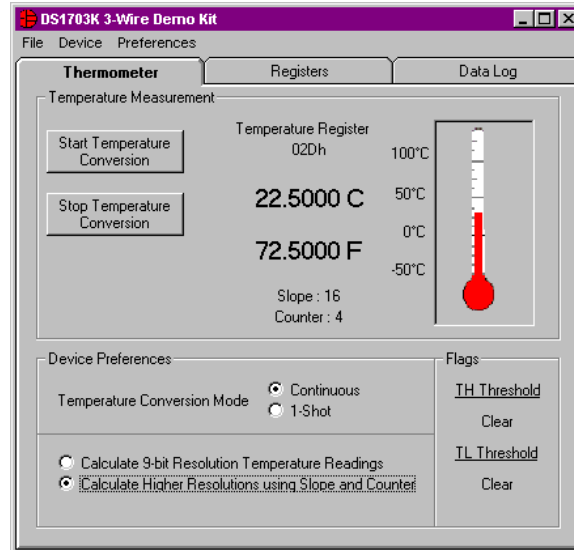 DS1703K 3-Wire Demo Kit
File Device Preferences
Thermometer Registers Data Log
Temperature Measurement
Start Temperature Conversion
Stop Temperature Conversion
Temperature Register
02Dh
22.5000 C
72.5000 F
Slope : 16
Counter : 4
100°C
50°C
0°C
-50°C
Device Preferences
Temperature Conversion Mode
Continuous
1-Shot
Calculate 9-bit Resolution Temperature Readings
Calculate Higher Resolutions using Slope and Counter
Flags
TH Threshold
Clear
TL Threshold
Clear